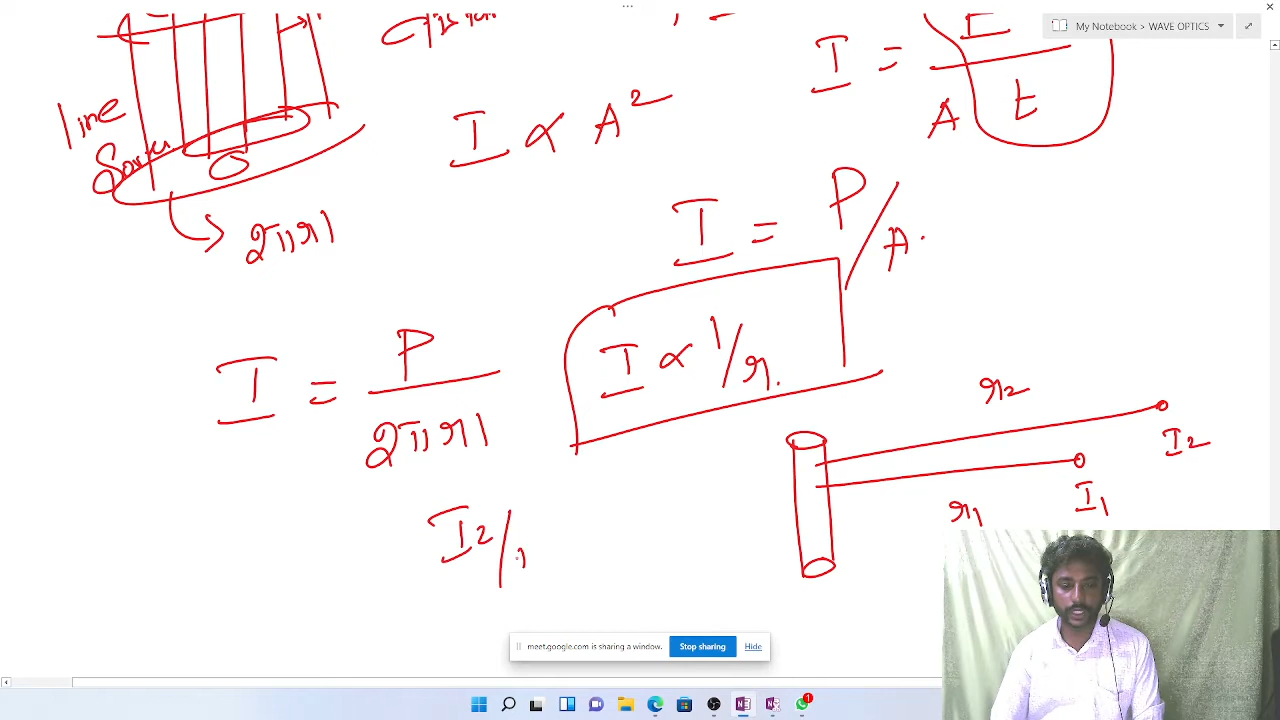 My Notebook > WAVE OPTICS
I = E / A t
line
I ∝ A²
2πrl
I = P/A
I = P / 2πrl
I ∝ 1/r
r2
I2
r1
I1
I2/
meet.google.com is sharing a window.
Stop sharing
Hide
1